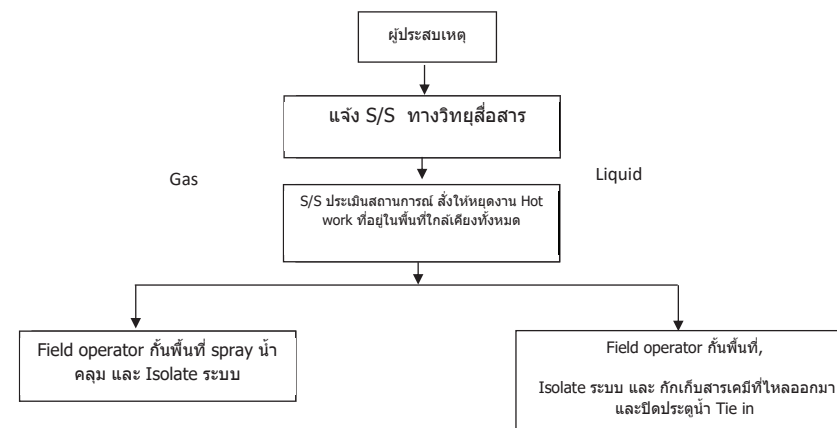 ผู้ประสบเหตุ
แจ้ง S/S ทางวิทยุสื่อสาร
Gas
Liquid
S/S ประเมินสถานการณ์ สั่งให้หยุดงาน Hot
work ที่อยู่ในพื้นที่ใกล้เคียงทั้งหมด
Field operator กั้นพื้นที่ spray น้ำ
คลุม และ Isolate ระบบ
Field operator กั้นพื้นที่,
Isolate ระบบ และ กักเก็บสารเคมีที่ไหลออกมา
และปิดประตูน้ำ Tie in